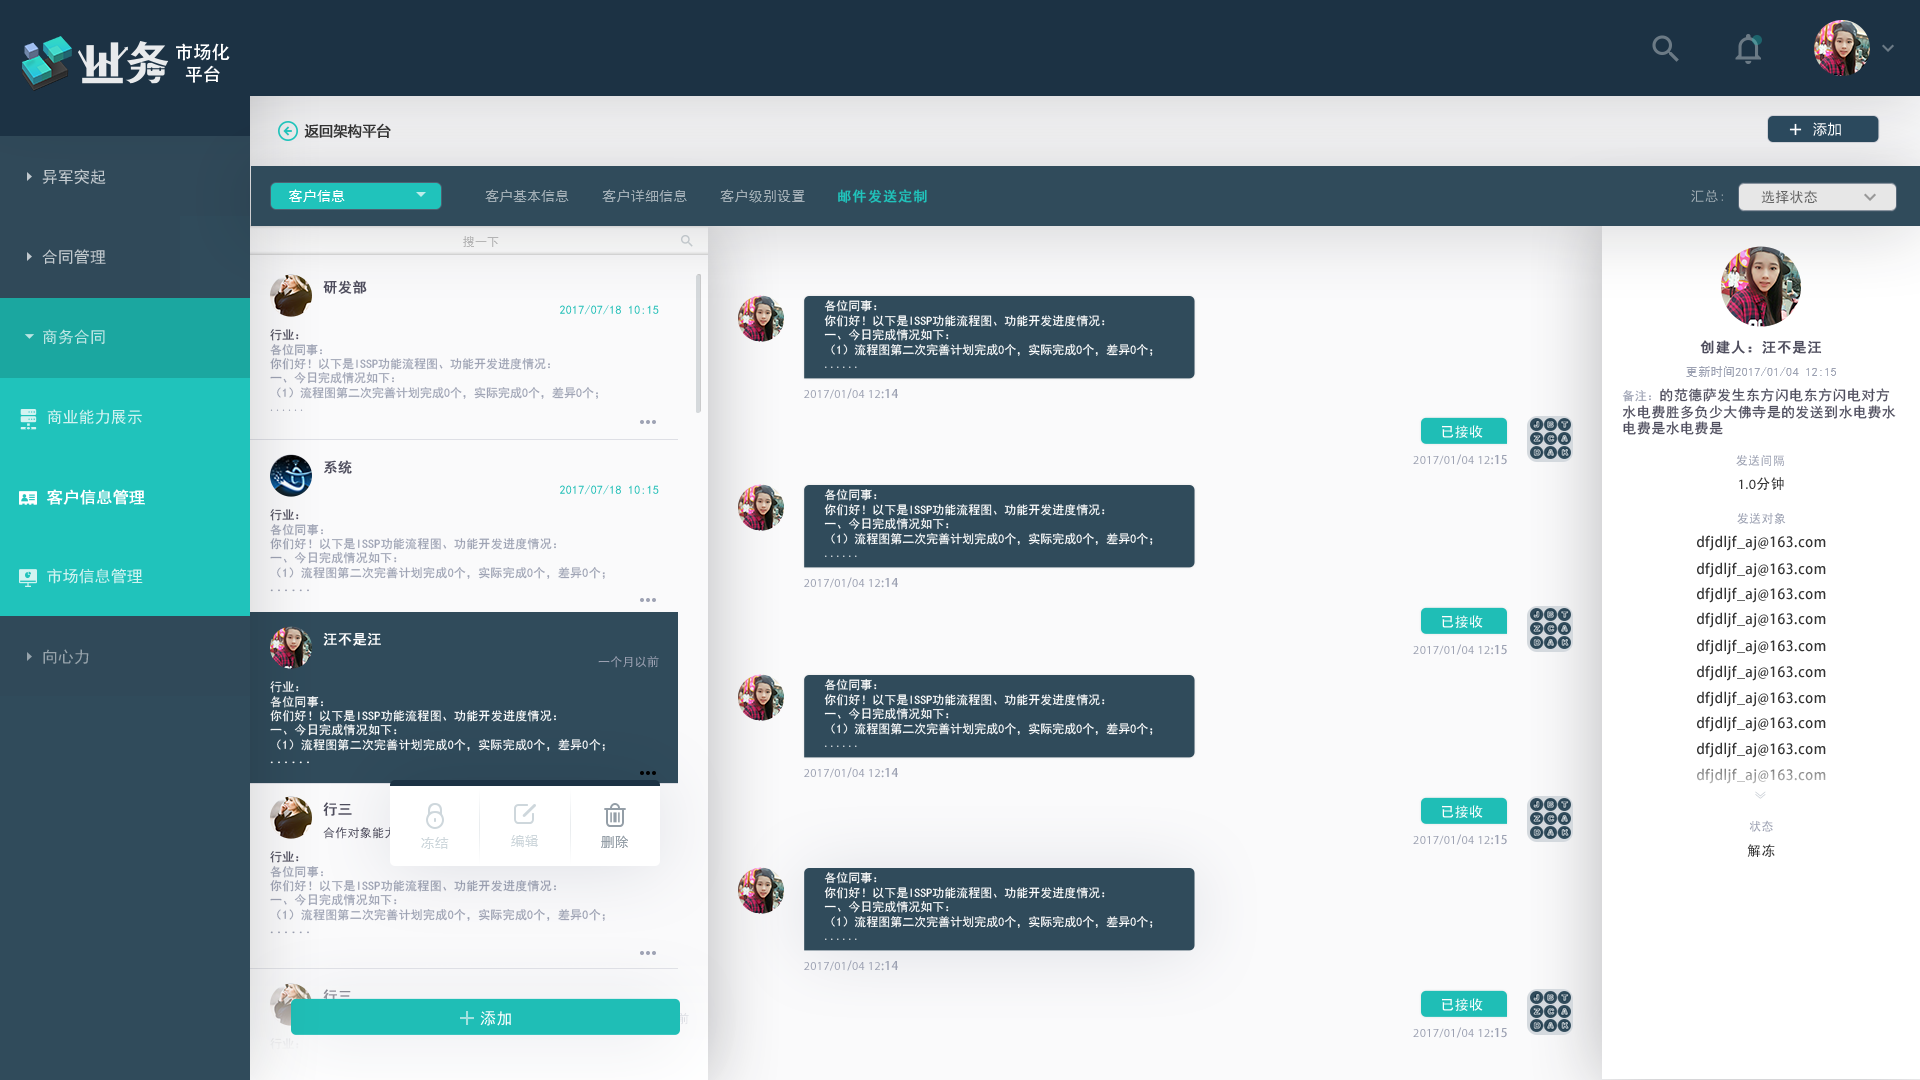 业务 市场化
平台
返回架构平台
+ 添加
客户信息
客户基本信息
客户详细信息
客户级别设置
邮件发送定制
汇总：
选择状态
异军突起
合同管理
商务合同
商业能力展示
客户信息管理
市场信息管理
向心力
搜一下
研发部
2017/07/18 10:15
行业：
各位同事：
你们好！以下是ISSP功能流程图、功能开发进度情况：
一、今日完成情况如下：
（1）流程图第二次完善计划完成0个，实际完成0个，差异0个；
......
系统
2017/07/18 10:15
行业：
各位同事：
你们好！以下是ISSP功能流程图、功能开发进度情况：
一、今日完成情况如下：
（1）流程图第二次完善计划完成0个，实际完成0个，差异0个；
......
汪不是汪
一个月以前
行业：
各位同事：
你们好！以下是ISSP功能流程图、功能开发进度情况：
一、今日完成情况如下：
（1）流程图第二次完善计划完成0个，实际完成0个，差异0个；
......
冻结
编辑
删除
行三
合作对象能
行业：
各位同事：
你们好！以下是ISSP功能流程图、功能开发进度情况：
一、今日完成情况如下：
（1）流程图第二次完善计划完成0个，实际完成0个，差异0个；
......
行三
前
+ 添加
各位同事：
你们好！以下是ISSP功能流程图、功能开发进度情况：
一、今日完成情况如下：
（1）流程图第二次完善计划完成0个，实际完成0个，差异0个；
......
2017/01/04 12:14
已接收
2017/01/04 12:15
各位同事：
你们好！以下是ISSP功能流程图、功能开发进度情况：
一、今日完成情况如下：
（1）流程图第二次完善计划完成0个，实际完成0个，差异0个；
......
2017/01/04 12:14
已接收
2017/01/04 12:15
各位同事：
你们好！以下是ISSP功能流程图、功能开发进度情况：
一、今日完成情况如下：
（1）流程图第二次完善计划完成0个，实际完成0个，差异0个；
......
2017/01/04 12:14
已接收
2017/01/04 12:15
各位同事：
你们好！以下是ISSP功能流程图、功能开发进度情况：
一、今日完成情况如下：
（1）流程图第二次完善计划完成0个，实际完成0个，差异0个；
......
2017/01/04 12:14
已接收
2017/01/04 12:15
创建人：汪不是汪
更新时间2017/01/04 12:15
备注：的范德萨发生东方闪电东方闪电对方
水电费胜多负少大佛寺是的发送到水电费水
电费是水电费是
发送间隔
1.0分钟
发送对象
dfjdljf_aj@163.com
dfjdljf_aj@163.com
dfjdljf_aj@163.com
dfjdljf_aj@163.com
dfjdljf_aj@163.com
dfjdljf_aj@163.com
dfjdljf_aj@163.com
dfjdljf_aj@163.com
dfjdljf_aj@163.com
dfjdljf_aj@163.com
状态
解冻